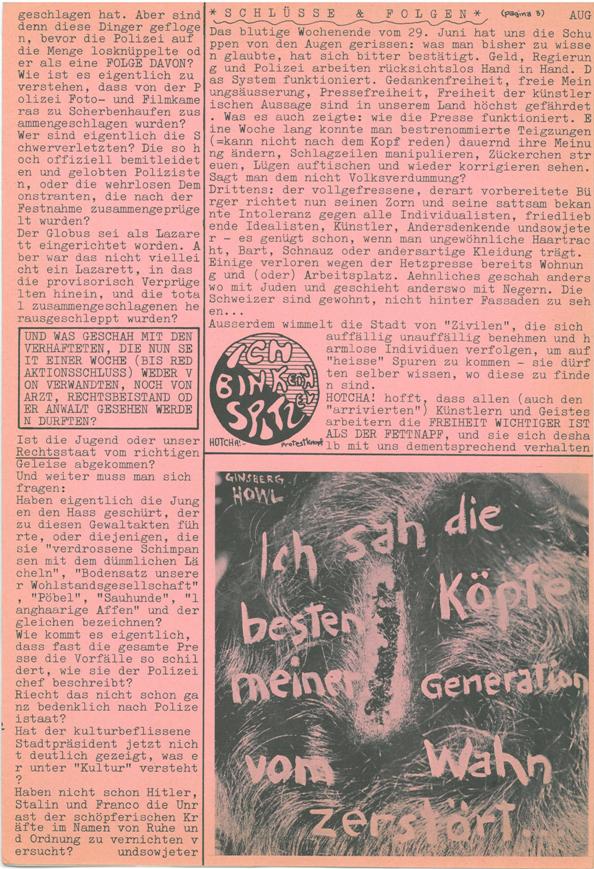 geschlagen hat. Aber sind
denn diese Dinger gefloge
n, bevor die Polizei auf
die Menge losknüppelte od
er als eine FOLGE DAVON?
Wie ist es eigentlich zu
verstehen, dass von der P
olizei Foto- und Filmkame
ras zu Scherbenhaufen zus
ammengeschlagen wurden?
Wer sind eigentlich die S
chwerverletzten? Die so h
och offiziell bemitleidet
en und gelobten Poliziste
n, oder die wehrlosen Dem
onstranten, die nach der
Festnahme zusammengeprüge
lt wurden?
Der Globus sei als Lazare
tt eingerichtet worden. A
ber war das nicht viellei
cht ein Lazarett, in das
die provisorisch Verprüge
lten hinein, und die tota
l zusammengeschlagenen he
rausgeschleppt wurden?
UND WAS GESCHAH MIT DEN
VERHAFTETEN, DIE NUN SE
IT EINER WOCHE (BIS RED
AKTIONSSCHLUSS) WEDER V
ON VERWANDTEN, NOCH VON
ARZT, RECHTSBEISTAND OD
ER ANWALT GESEHEN WERDE
N DURFTEN?
Ist die Jugend oder unser
Rechtsstaat vom richtigen
Geleise abgekommen?
Und weiter muss man sich
fragen:
Haben eigentlich die Jung
en den Hass geschürt, der
zu diesen Gewaltakten füh
rte, oder diejenigen, die
sie "verdrossene Schimpan
sen mit dem dümmlichen Lä
cheln", "Bodensatz unsere
r Wohlstandsgesellschaft"
, "Pöbel", "Sauhunde", "l
anghaarige Affen" und der
gleichen bezeichnen?
Wie kommt es eigentlich,
dass fast die gesamte Pre
sse die Vorfälle so schil
dert, wie sie der Polizei
chef beschreibt?
Riecht das nicht schon ga
nz bedenklich nach Polize
istaat?
Hat der kulturbeflissene
Stadtpräsident jetzt nich
t deutlich gezeigt, was e
r unter "Kultur" versteht
?
Haben nicht schon Hitler,
Stalin und Franco die Unr
ast der schöpferischen Kr
äfte im Namen von Ruhe un
d Ordnung zu vernichten v
ersucht? undsowjeter
*SCHLÜSSE & FOLGEN* (pagina 3) AUG
Das blutige Wochenende vom 29. Juni hat uns die Schu
ppen von den Augen gerissen: was man bisher zu wisse
n glaubte, hat sich bitter bestätigt. Geld, Regierun
g und Polizei arbeiten rücksichtslos Hand in Hand. D
as System funktioniert. Gedankenfreiheit, freie Mein
ungsäusserung, Pressefreiheit, Freiheit der künstler
ischen Aussage sind in unserem Land höchst gefährdet
. Was es auch zeigte: wie die Presse funktioniert. E
ine Woche lang konnte man bestrenommierte Teigzungen
(=kann nicht nach dem Kopf reden) dauernd ihre Meinu
ng ändern, Schlagzeilen manipulieren, Zückerchen str
euen, Lügen auftischen und wieder korrigieren sehen.
Sagt man dem nicht Volksverdummung?
Drittens: der vollgefressene, derart vorbereitete Bü
rger richtet nun seinen Zorn und seine sattsam bekan
nte Intoleranz gegen alle Individualisten, friedlieb
ende Idealisten, Künstler, Andersdenkende undsowjete
r - es genügt schon, wenn man ungewöhnliche Haartrac
ht, Bart, Schnauz oder andersartige Kleidung trägt.
Einige verloren wegen der Hetzpresse bereits Wohnun
g und (oder) Arbeitsplatz. Aehnliches geschah anders
wo mit Juden und geschieht anderswo mit Negern. Die
Schweizer sind gewohnt, nicht hinter Fassaden zu seh
en...
Ausserdem wimmelt die Stadt von "Zivilen", die sich
auffällig unauffällig benehmen und h
armlose Individuen verfolgen, um auf
"heisse" Spuren zu kommen - sie dürf
ten selber wissen, wo diese zu finde
n sind.
HOTCHA! hofft, dass allen (auch den
"arrivierten") Künstlern und Geistes
arbeitern die FREIHEIT WICHTIGER IST
ALS DER FETTNAPF, und sie sich desha
lb mit uns dementsprechend verhalten
ICH
BIN KEIN
SPITZEL
HOTCHA!- Protestknopf
GINSBERG
HOWL
Ich sah die
besten Köpfe
meiner Generation
vom Wahn
zerstört...